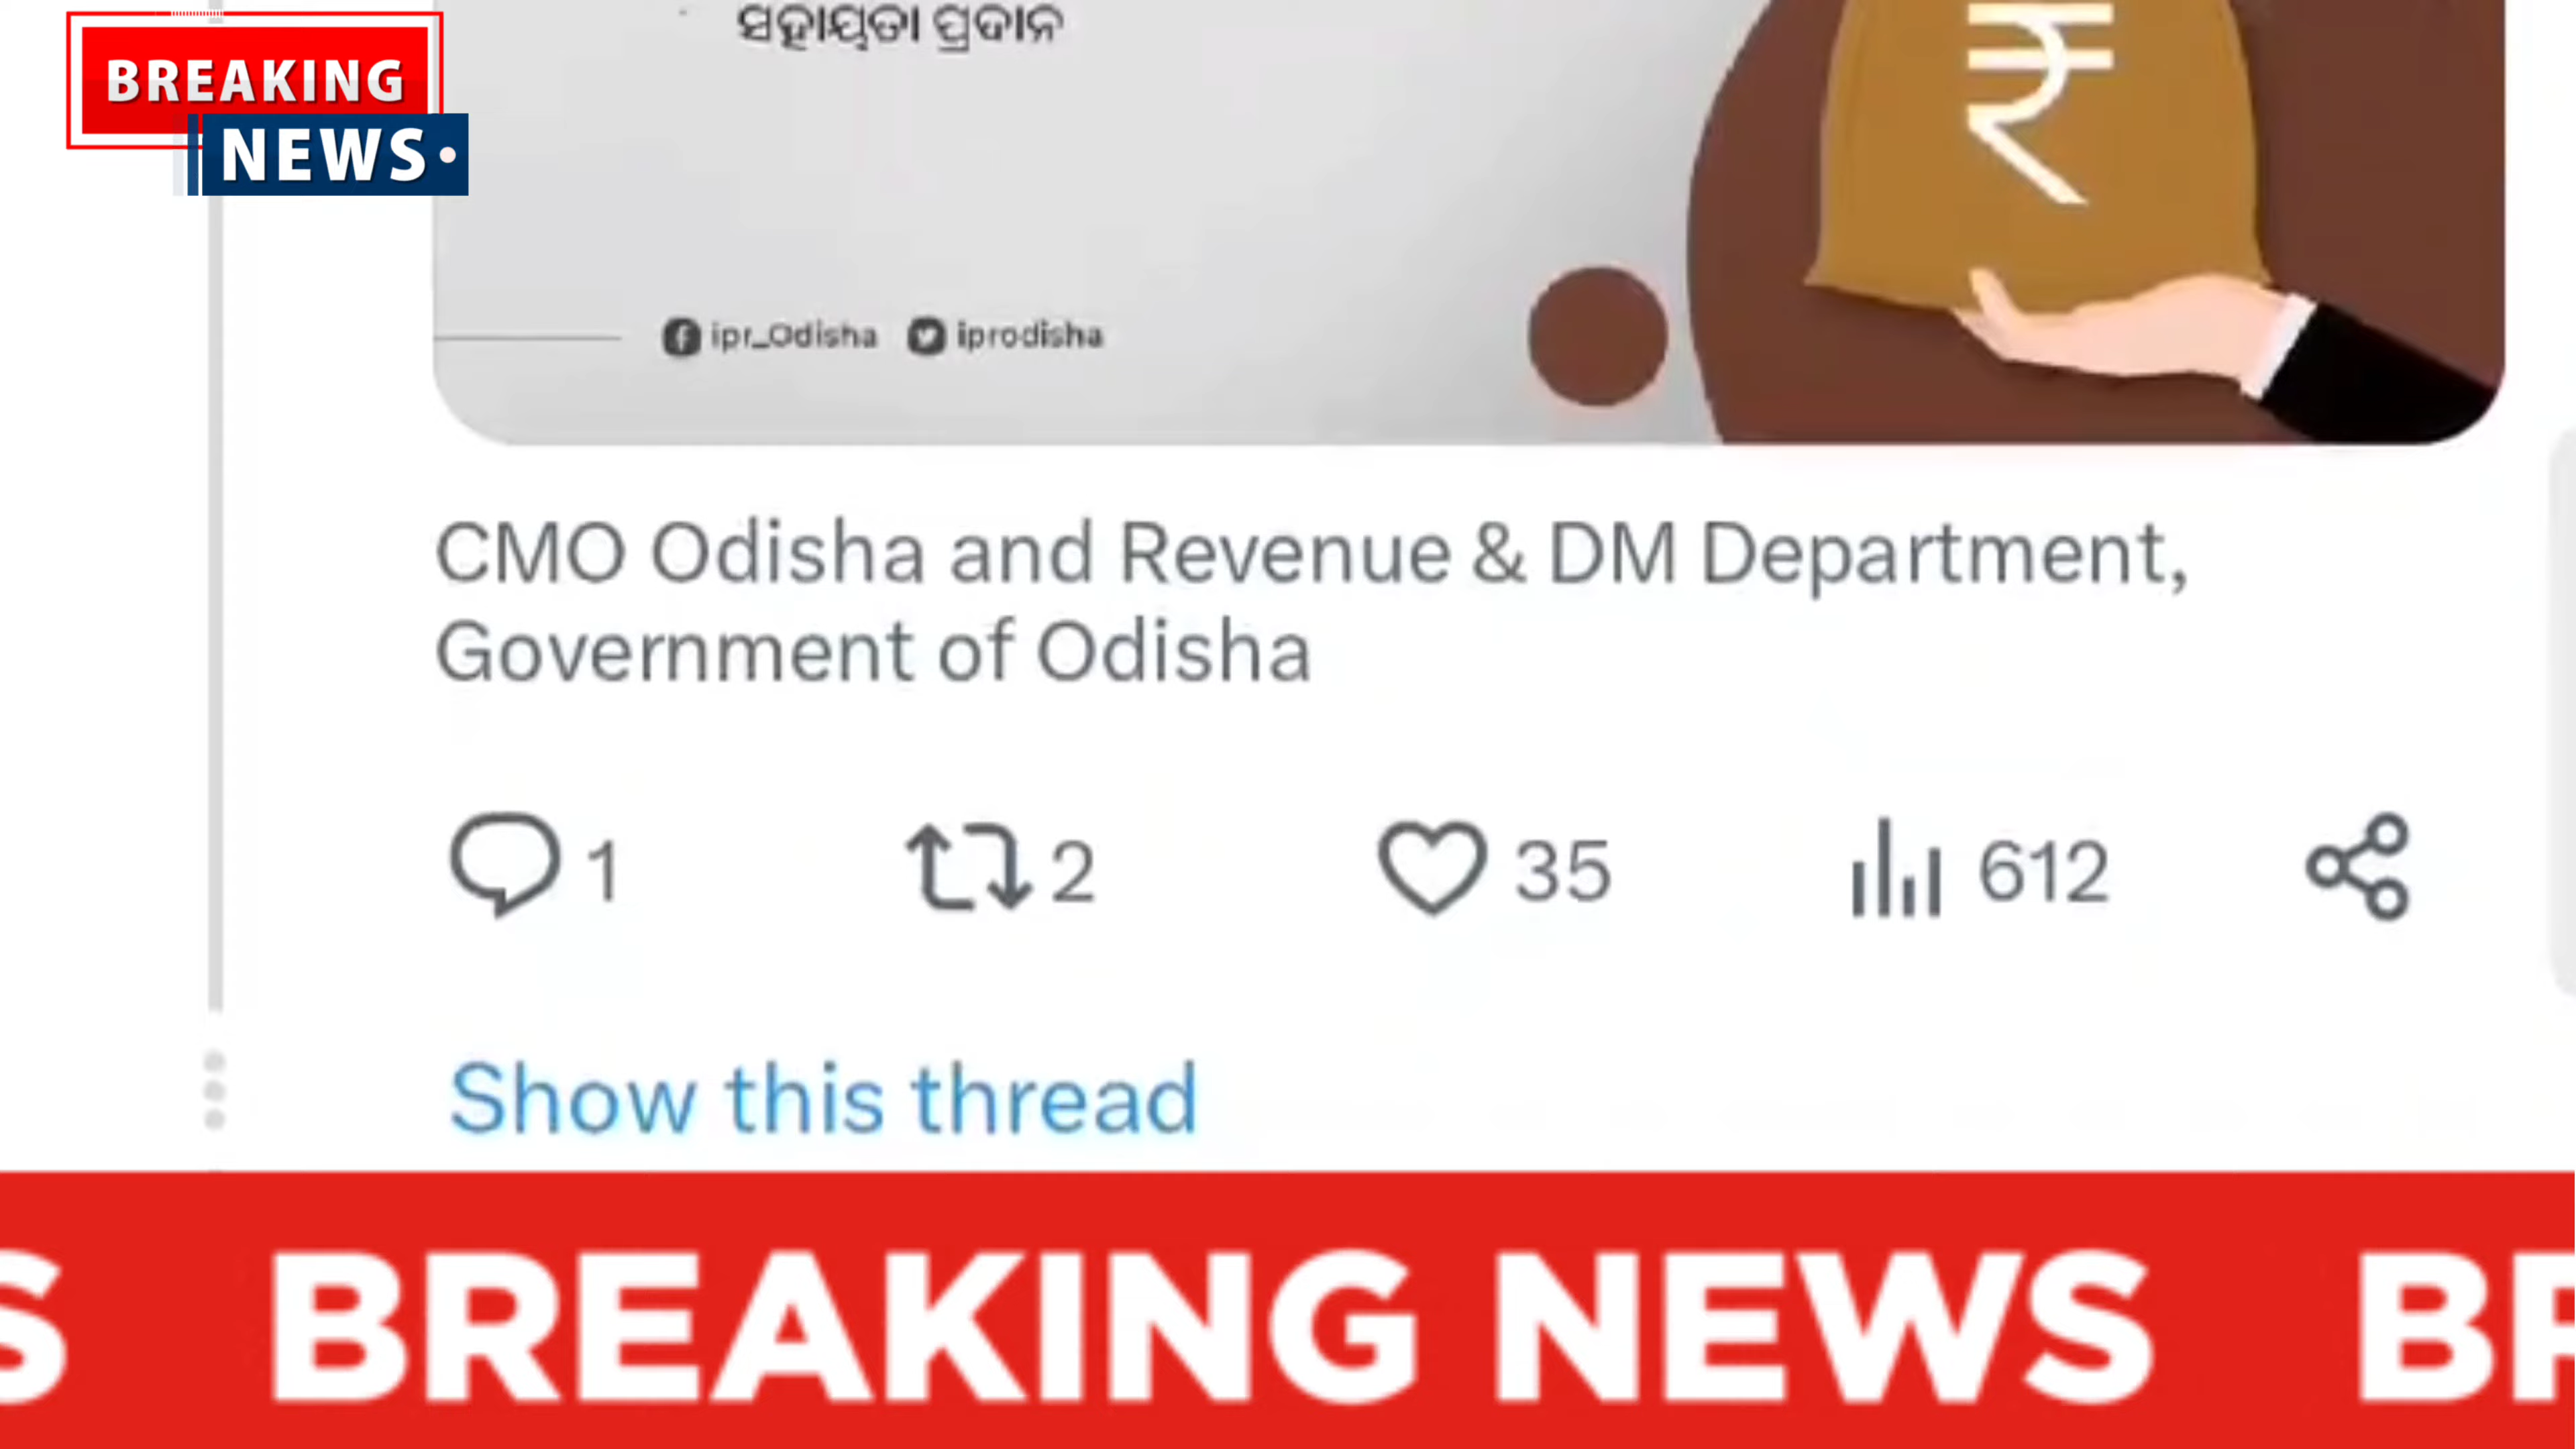 ସହାୟତା ପ୍ରଦାନ
BREAKING
NEWS
₹
ipr_Odisha iprodisha
CMO Odisha and Revenue & DM Department,
Government of Odisha
1 2 35 612
Show this thread
S BREAKING NEWS BR